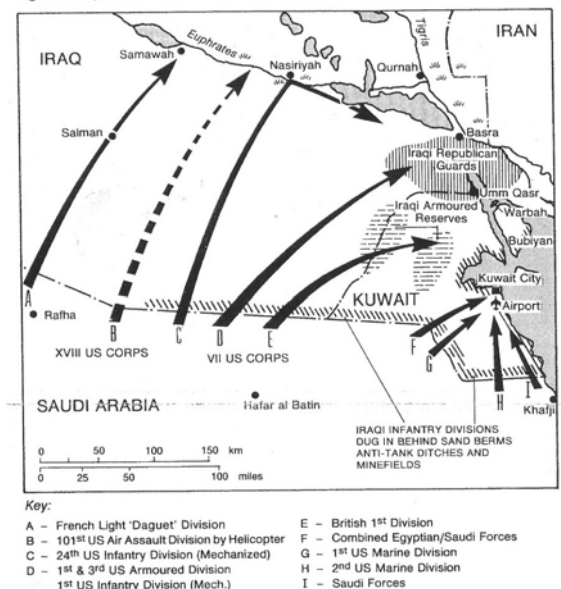 IRAQ
IRAN
Samawah
Euphrates
Tigris
Nasiriyah
Qurnah
Salman
Basra
Iraqi Republican
Guards
Umm Qasr
Iraqi Armoured
Reserves
Warbah
Bubiyan
Kuwait City
KUWAIT
Airport
A
Rafha
B
C
D
E
F
G
H
I
XVIII US CORPS
VII US CORPS
SAUDI ARABIA
Hafar al Batin
Khafji
IRAQI INFANTRY DIVISIONS
DUG IN BEHIND SAND BERMS
ANTI-TANK DITCHES AND
MINEFIELDS
0 50 100 150 km
0 25 50 100 miles
Key:
A – French Light 'Daguet' Division
B – 101st US Air Assault Division by Helicopter
C – 24th US Infantry Division (Mechanized)
D – 1st & 3rd US Armoured Division
1st US Infantry Division (Mech.)
E – British 1st Division
F – Combined Egyptian/Saudi Forces
G – 1st US Marine Division
H – 2nd US Marine Division
I – Saudi Forces